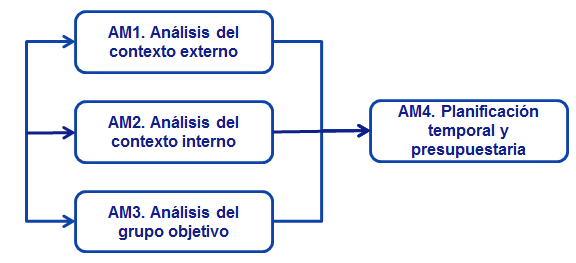 AM1. Análisis del
contexto externo
AM2. Análisis del
contexto interno
AM3. Análisis del
grupo objetivo
AM4. Planificación
temporal y
presupuestaria